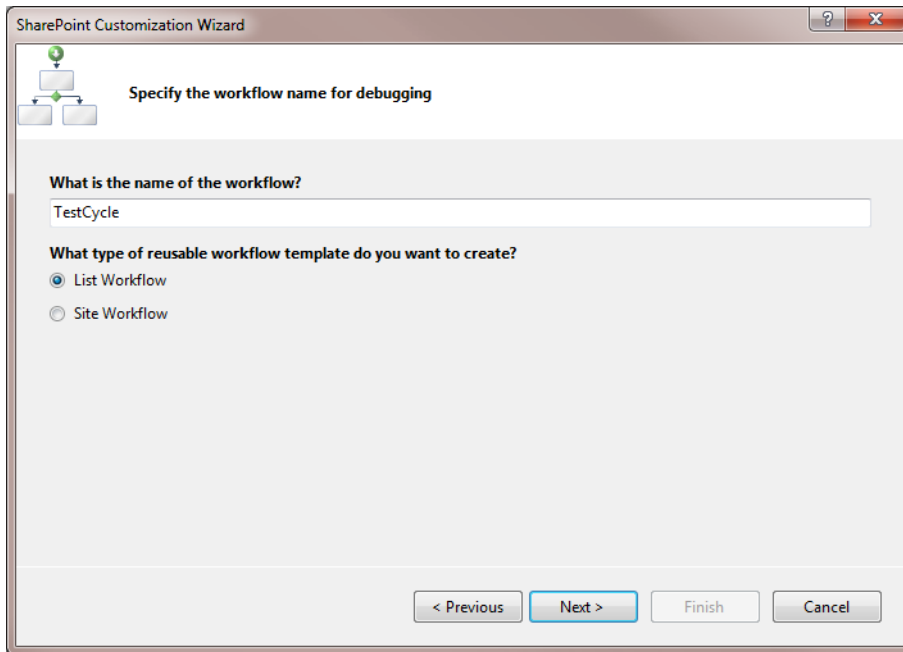 SharePoint Customization Wizard
?
Specify the workflow name for debugging
What is the name of the workflow?
TestCycle
What type of reusable workflow template do you want to create?
List Workflow
Site Workflow
< Previous
Next >
Finish
Cancel